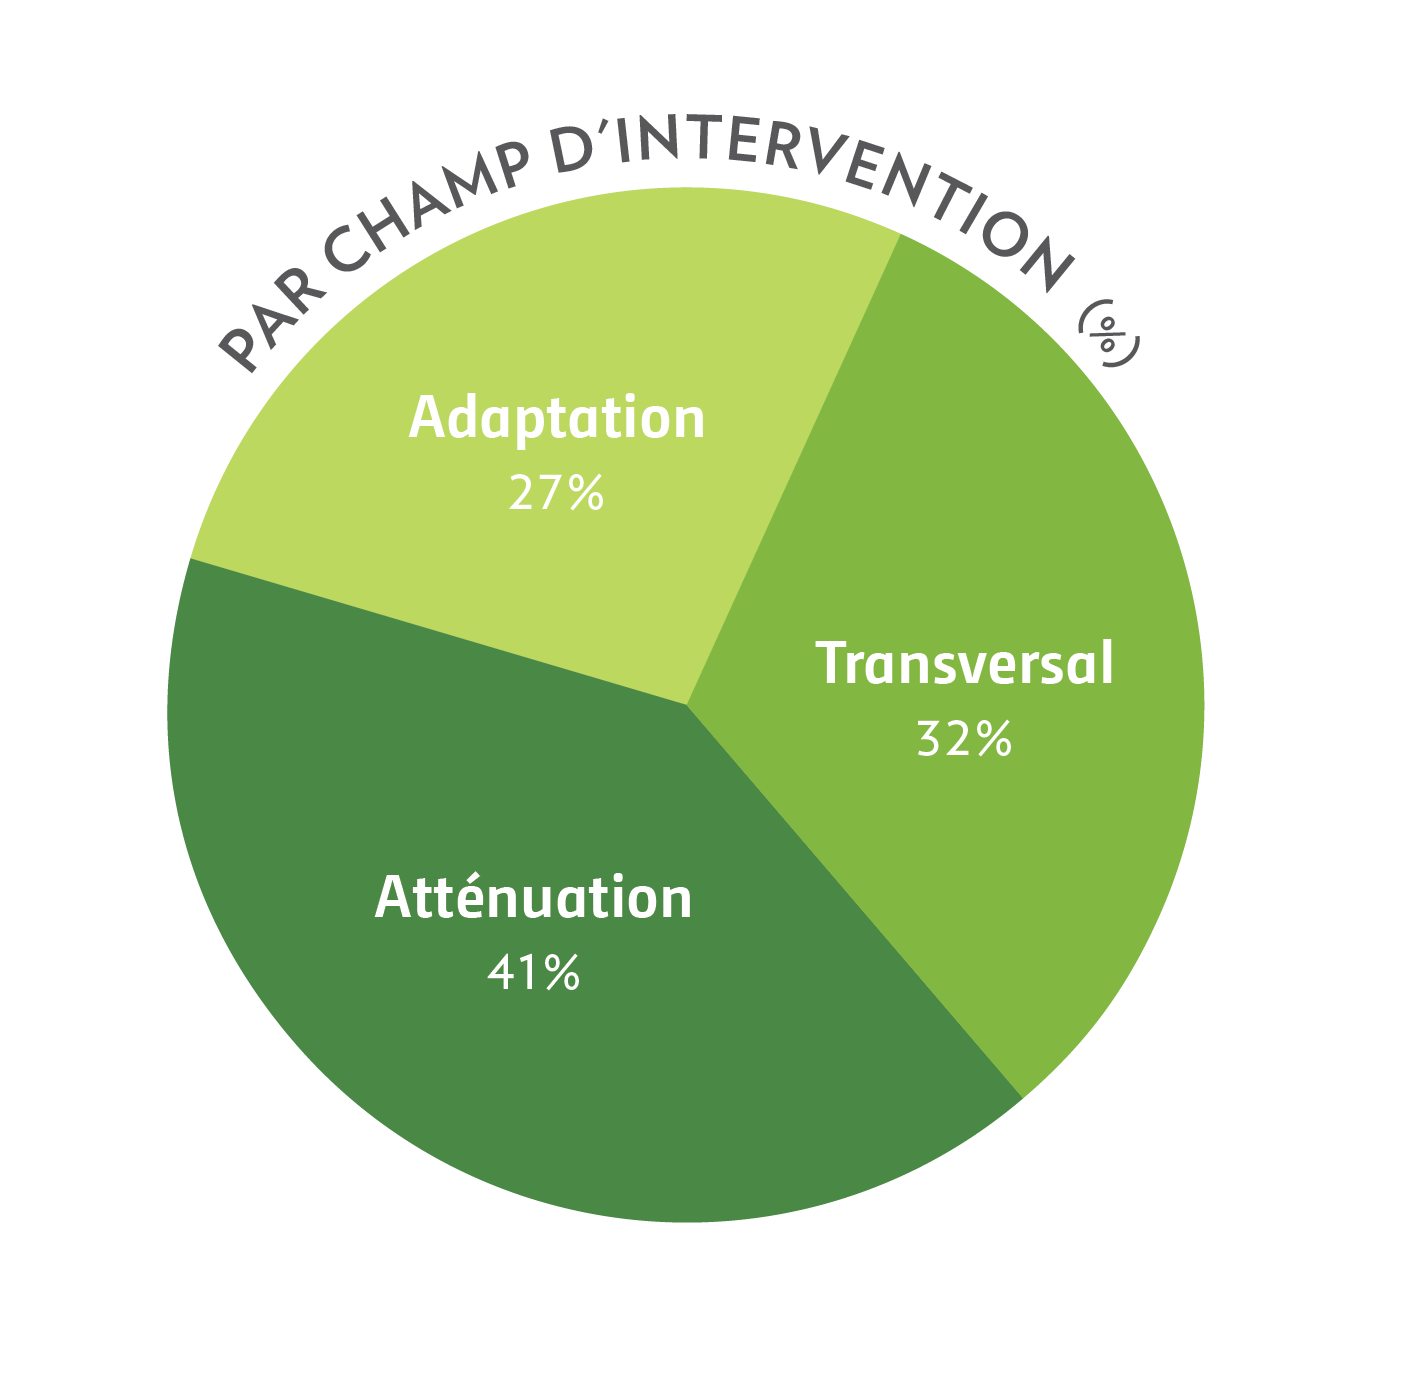 PAR CHAMP D’INTERVENTION (%)
Adaptation
27%
Transversal
32%
Atténuation
41%